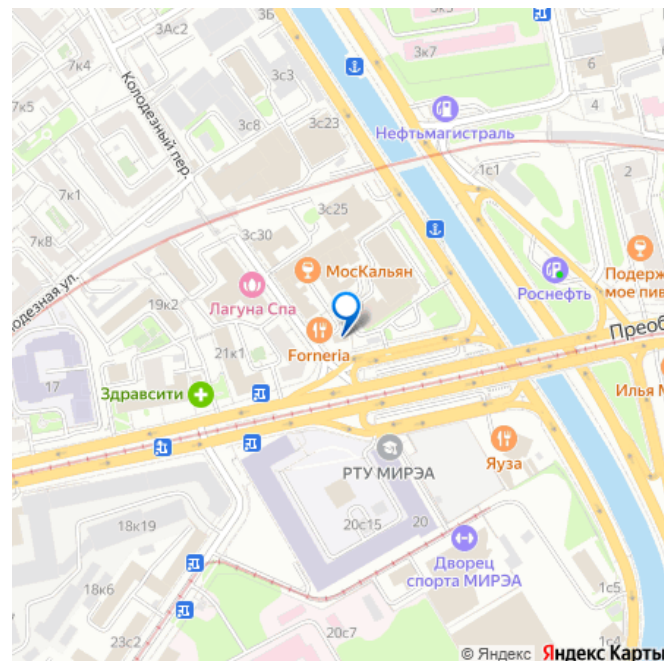 3Б
3Ас2
7к4
3к7
3с3
6
7к5
Колодезный пер.
4
Нефтьмагистраль
3с8
3с23
1с1
2
7к1
3с25
7к8
3с30
МосКальян
Роснефть
Подерж
мое пив
Лагуна Спа
одезная ул.
19к2
Преоб
Forneria
21к1
17
Здравсити
Илья М
Яуза
РТУ МИРЭА
18к19
20с15
20
Дворец
спорта МИРЭА
18к6
1с5
23с2
20с7
1с4
© Яндекс Яндекс Карты